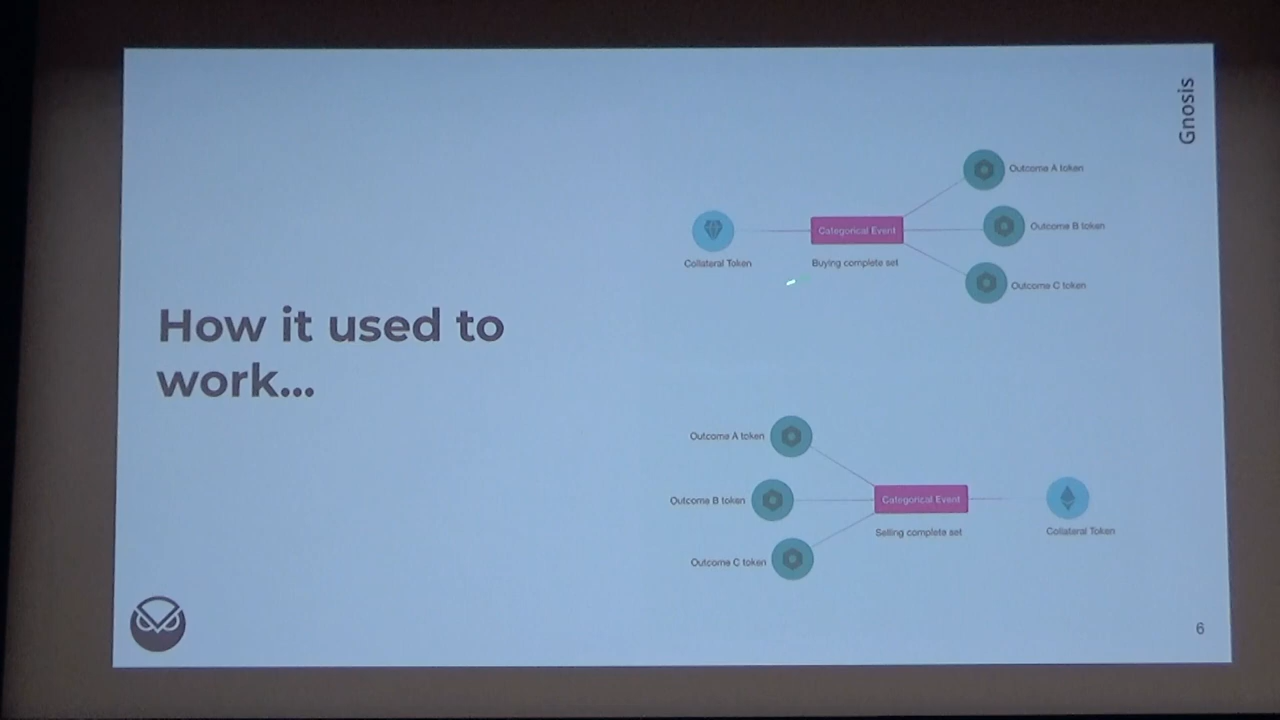 Gnosis
How it used to
work...
Outcome A token
Categorical Event
Outcome B token
Collateral Token
Buying complete set
Outcome C token
Outcome A token
Outcome B token
Categorical Event
Selling complete set
Collateral Token
Outcome C token
6